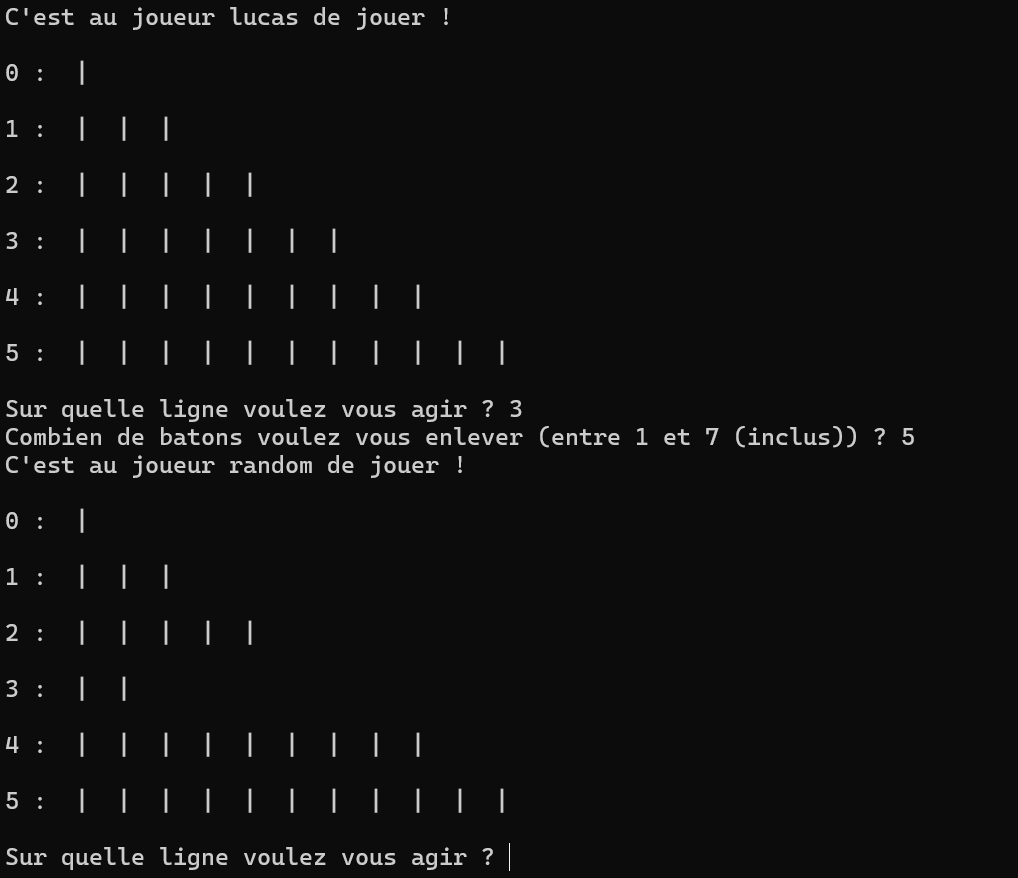 C'est au joueur lucas de jouer !
0 :  |
1 :  |  |  |
2 :  |  |  |  |  |
3 :  |  |  |  |  |  |  |
4 :  |  |  |  |  |  |  |  |  |
5 :  |  |  |  |  |  |  |  |  |  |  |
Sur quelle ligne voulez vous agir ? 3
Combien de batons voulez vous enlever (entre 1 et 7 (inclus)) ? 5
C'est au joueur random de jouer !
0 :  |
1 :  |  |  |
2 :  |  |  |  |  |
3 :  |  |
4 :  |  |  |  |  |  |  |  |  |
5 :  |  |  |  |  |  |  |  |  |  |  |
Sur quelle ligne voulez vous agir ?